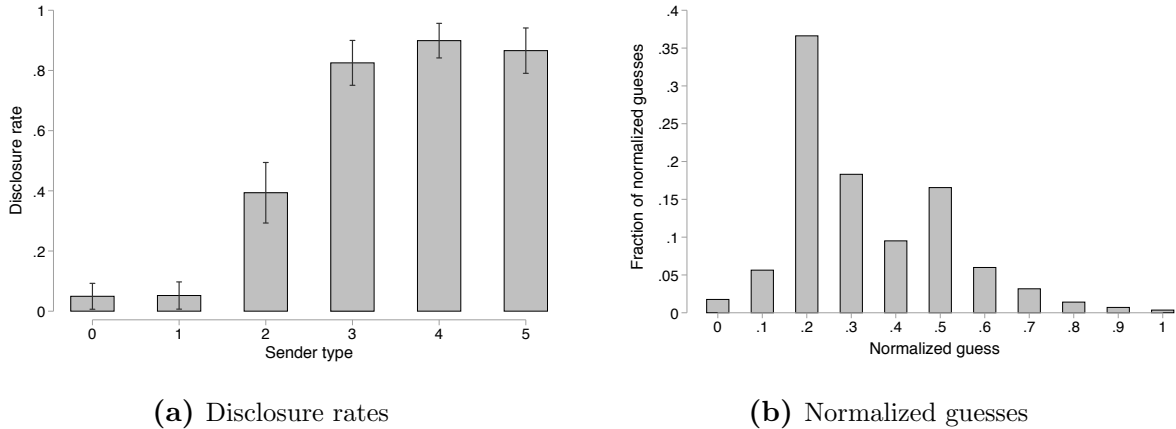 1
.8
.6
.4
.2
0
Disclosure rate
0 1 2 3 4 5
Sender type
(a) Disclosure rates
.4
.35
.3
.25
.2
.15
.1
.05
0
Fraction of normalized guesses
0 .1 .2 .3 .4 .5 .6 .7 .8 .9 1
Normalized guess
(b) Normalized guesses